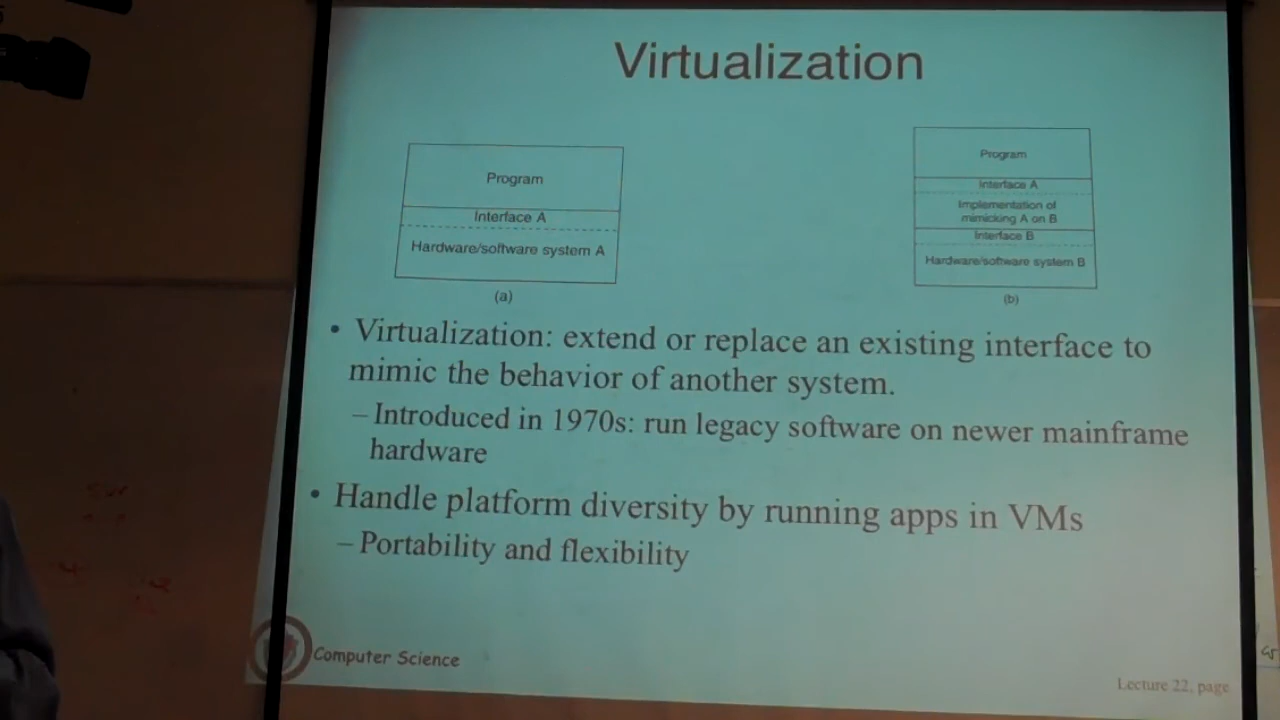 Virtualization
Program
Interface A
Hardware/software system A
(a)
Program
Interface A
Implementation of
mimicking A on B
Interface B
Hardware/software system B
(b)
• Virtualization: extend or replace an existing interface to
mimic the behavior of another system.
– Introduced in 1970s: run legacy software on newer mainframe
hardware
• Handle platform diversity by running apps in VMs
– Portability and flexibility
Computer Science
Lecture 22, page